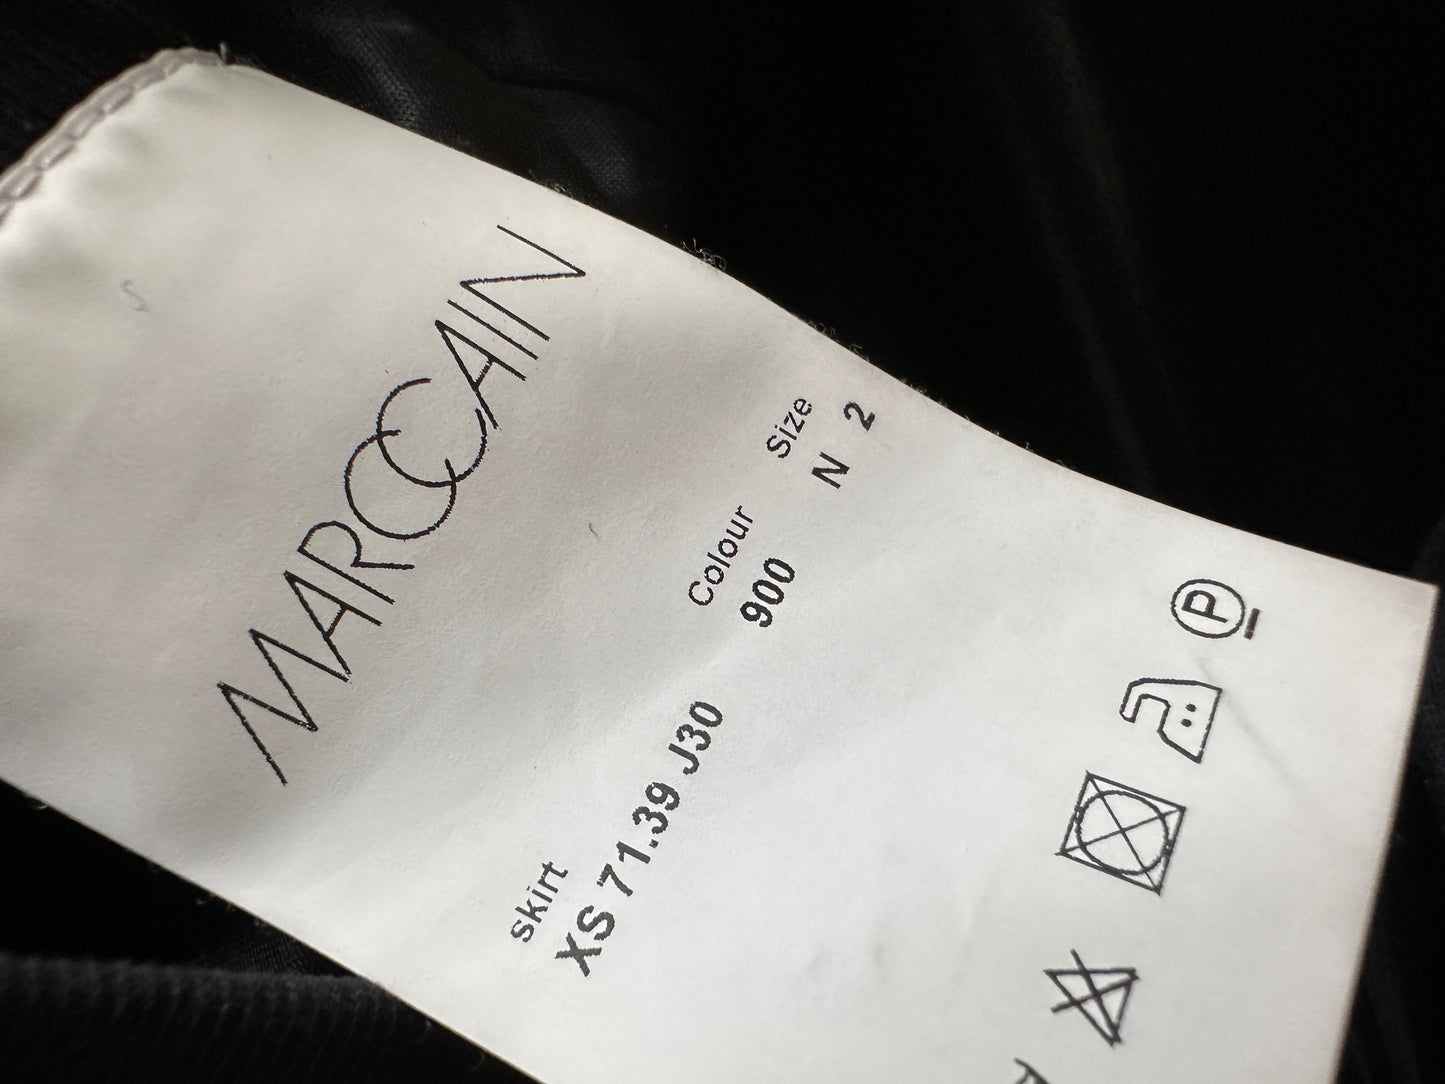 MARCCAIN
skirt Colour Size
XS 71.39 J30 900 N 2
P